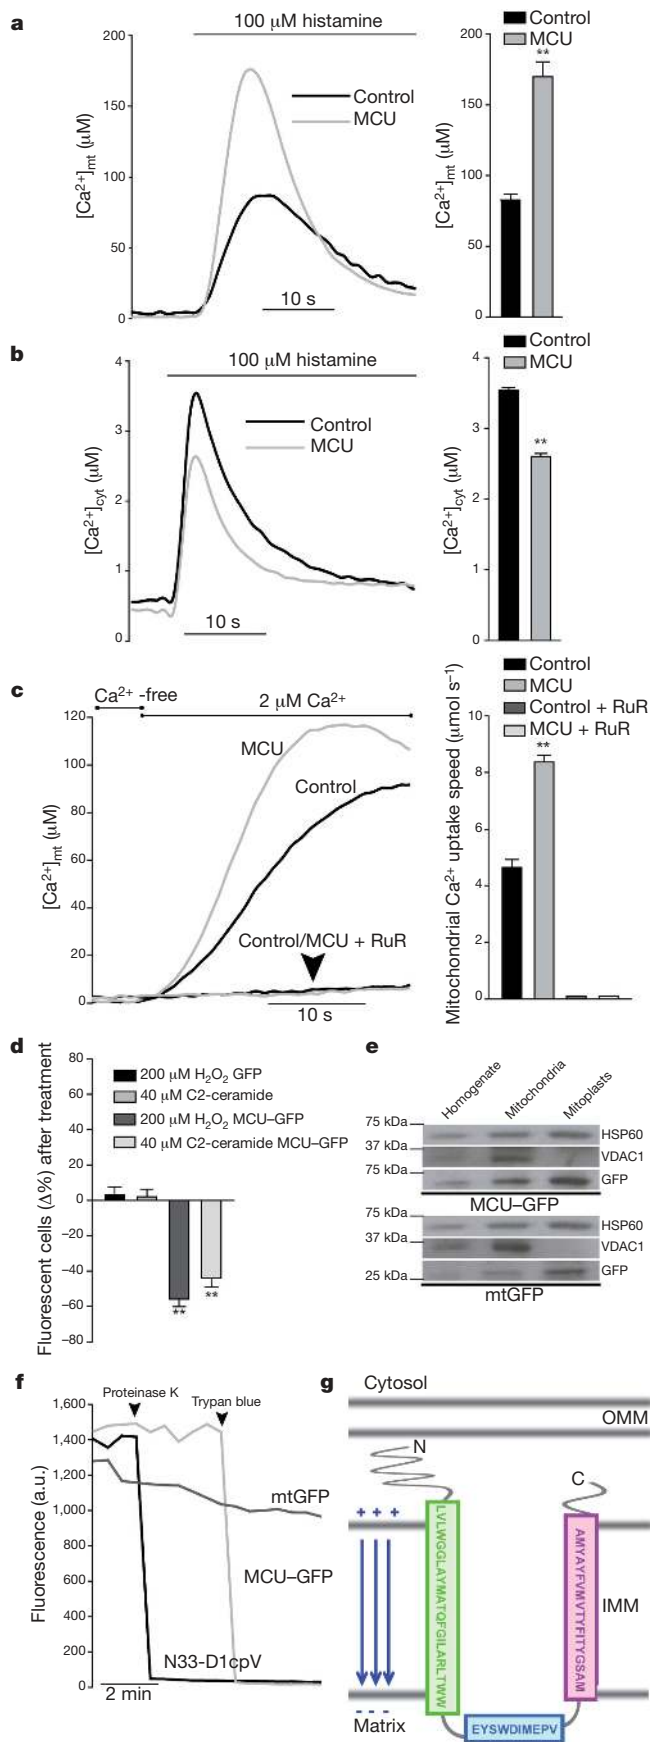 a
100 μM histamine
200
150
100
50
0
[Ca²⁺]mt (μM)
Control
MCU
10 s
Control
MCU
**
200
150
100
50
0
[Ca²⁺]mt (μM)
b
100 μM histamine
4
3
2
1
0
[Ca²⁺]cyt (μM)
Control
MCU
10 s
Control
MCU
**
4
3
2
1
0
[Ca²⁺]cyt (μM)
c
Ca²⁺ -free
2 μM Ca²⁺
120
100
80
60
40
20
0
[Ca²⁺]mt (μM)
MCU
Control
Control/MCU + RuR
10 s
Control
MCU
Control + RuR
MCU + RuR
**
10
8
6
4
2
0
Mitochondrial Ca²⁺ uptake speed (μmol s⁻¹)
d
80
60
40
20
0
−20
−40
−60
−80
Fluorescent cells (Δ%) after treatment
200 μM H₂O₂ GFP
40 μM C2-ceramide
200 μM H₂O₂ MCU–GFP
40 μM C2-ceramide MCU–GFP
**
**
e
Homogenate
Mitochondria
Mitoplasts
75 kDa
HSP60
37 kDa
VDAC1
75 kDa
GFP
MCU–GFP
75 kDa
HSP60
37 kDa
VDAC1
25 kDa
GFP
mtGFP
f
1,600
1,400
1,200
1,000
800
600
400
200
0
Fluorescence (a.u.)
Proteinase K
Trypan blue
mtGFP
MCU–GFP
N33-D1cpV
2 min
g
Cytosol
OMM
N
C
+ + +
LVLWGGLAYMATQFGILARLTWW
AMYAYFVMVTYFITYGSAM
IMM
- - -
Matrix
EYSWDIMEPV